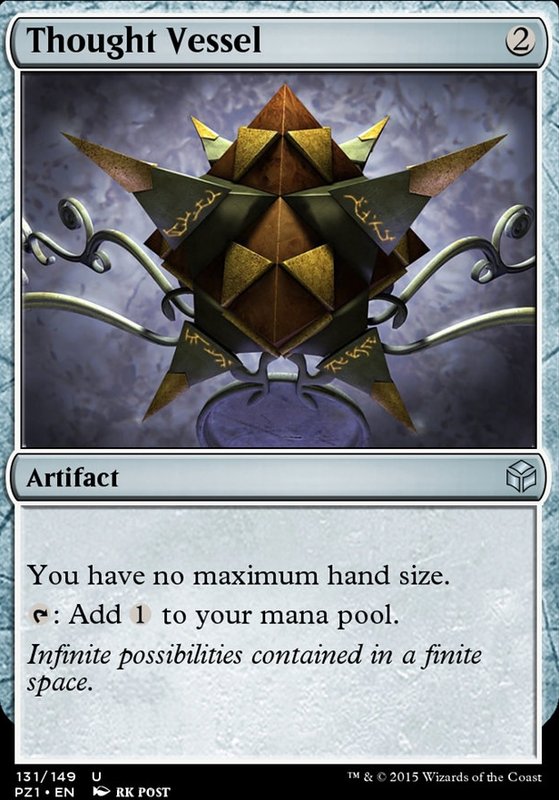 Thought Vessel 2
Artifact
You have no maximum hand size.
: Add 1 to your mana pool.
Infinite possibilities contained in a finite
space.
131/149 U
PZ1 • EN RK POST
™ & © 2015 Wizards of the Coast